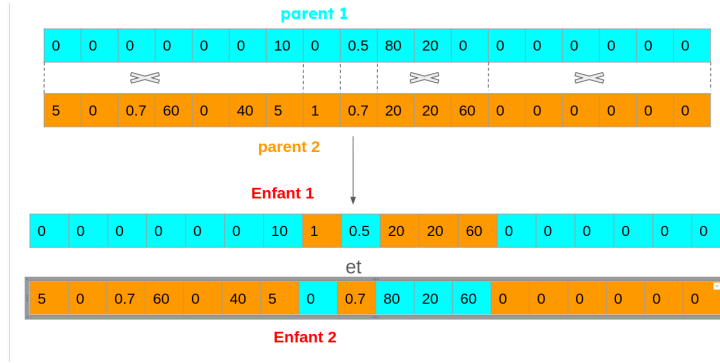 parent 1
0 0 0 0 0 0 10 0 0.5 80 20 0 0 0 0 0 0 0
5 0 0.7 60 0 40 5 1 0.7 20 20 60 0 0 0 0 0 0
parent 2
Enfant 1
0 0 0 0 0 0 10 1 0.5 20 20 60 0 0 0 0 0 0
et
5 0 0.7 60 0 40 5 0 0.7 80 20 60 0 0 0 0 0 0
Enfant 2